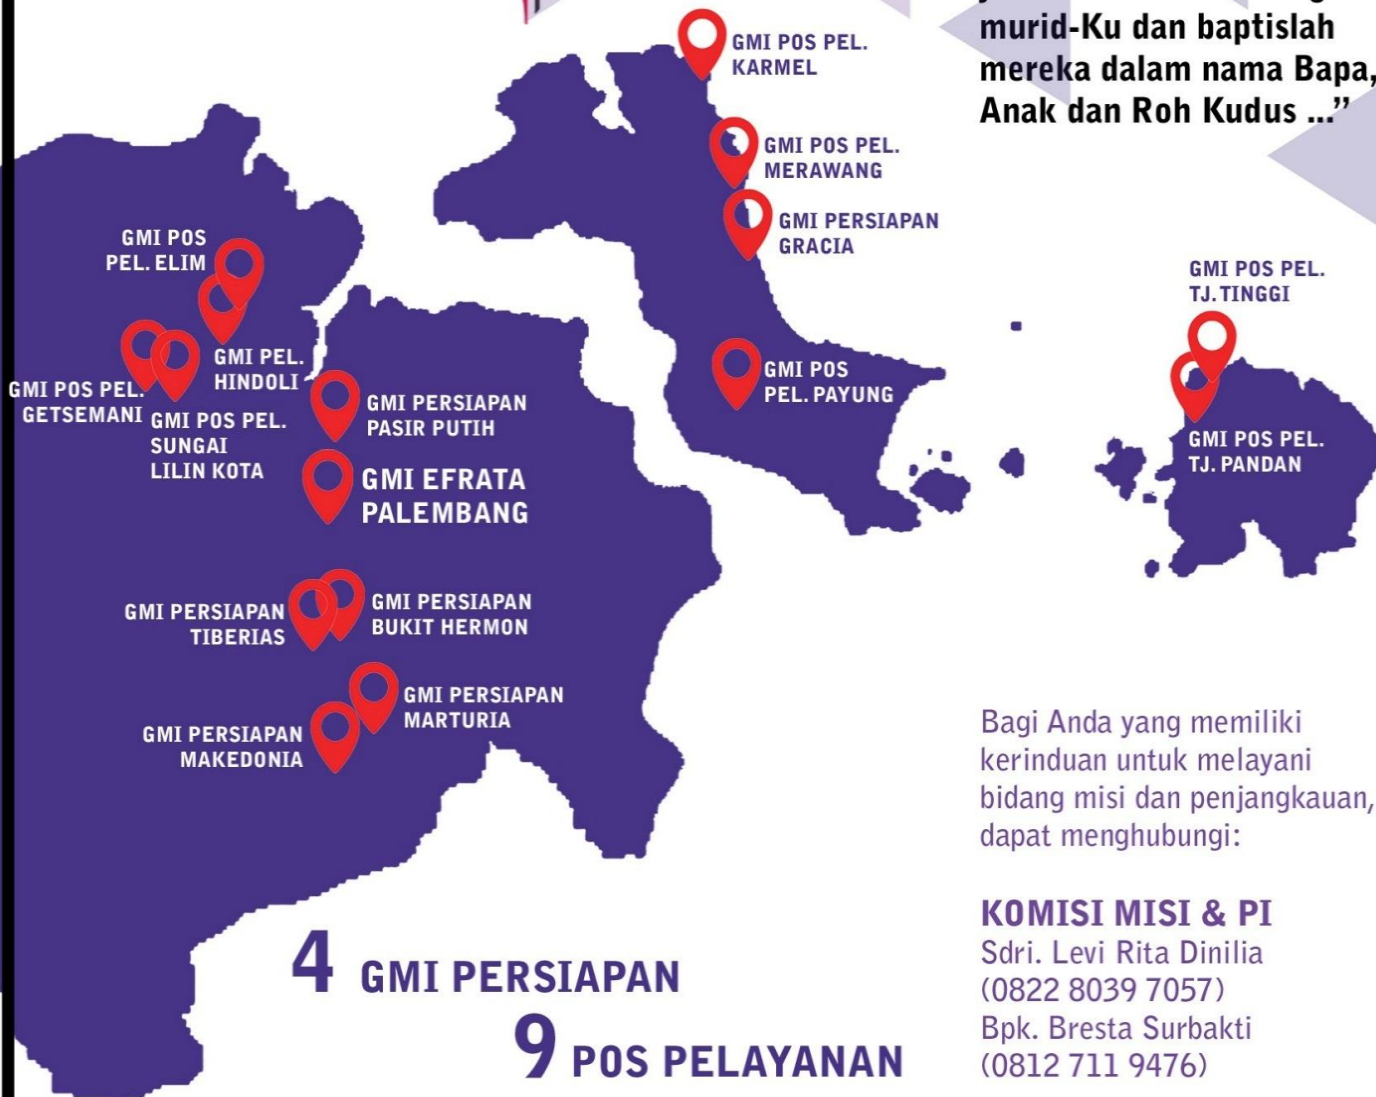 murid-Ku dan baptislah
mereka dalam nama Bapa,
Anak dan Roh Kudus ...”
GMI POS PEL.
KARMEL
GMI POS PEL.
MERAWANG
GMI PERSIAPAN
GRACIA
GMI POS
PEL. ELIM
GMI PEL.
HINDOLI
GMI POS PEL.
GETSEMANI
GMI POS PEL.
SUNGAI
LILIN KOTA
GMI PERSIAPAN
PASIR PUTIH
GMI EFRATA
PALEMBANG
GMI POS
PEL. PAYUNG
GMI POS PEL.
TJ. TINGGI
GMI POS PEL.
TJ. PANDAN
GMI PERSIAPAN
TIBERIAS
GMI PERSIAPAN
BUKIT HERMON
GMI PERSIAPAN
MARTURIA
GMI PERSIAPAN
MAKEDONIA
4 GMI PERSIAPAN
9 POS PELAYANAN
Bagi Anda yang memiliki
kerinduan untuk melayani
bidang misi dan penjangkauan,
dapat menghubungi:
KOMISI MISI & PI
Sdri. Levi Rita Dinilia
(0822 8039 7057)
Bpk. Bresta Surbakti
(0812 711 9476)